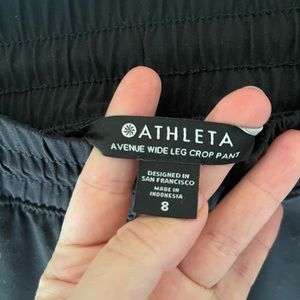 ATHLETA
AVENUE WIDE LEG CROP PANT
DESIGNED IN
SAN FRANCISCO
MADE IN
INDONESIA
8